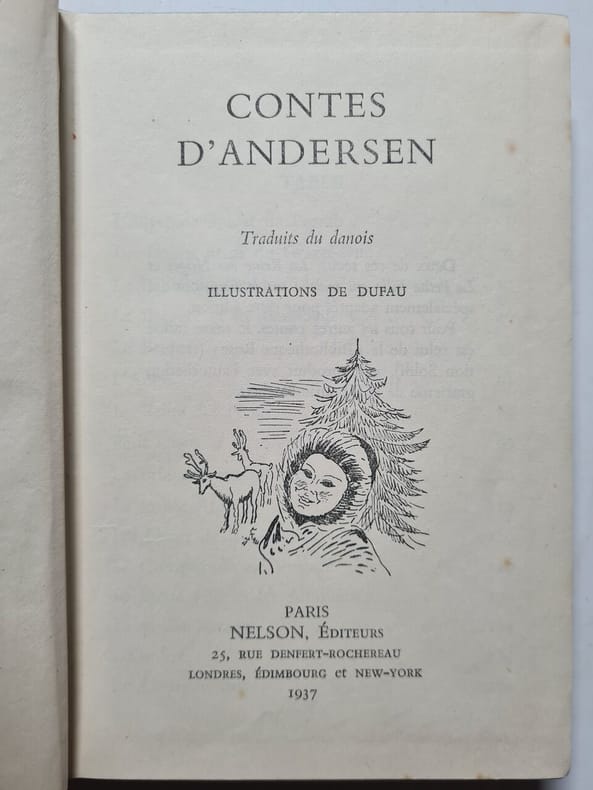 CONTES
D'ANDERSEN
Traduits du danois
ILLUSTRATIONS DE DUFAU
PARIS
NELSON, ÉDITEURS
25, RUE DENFERT-ROCHEREAU
LONDRES, ÉDIMBOURG et NEW-YORK
1937